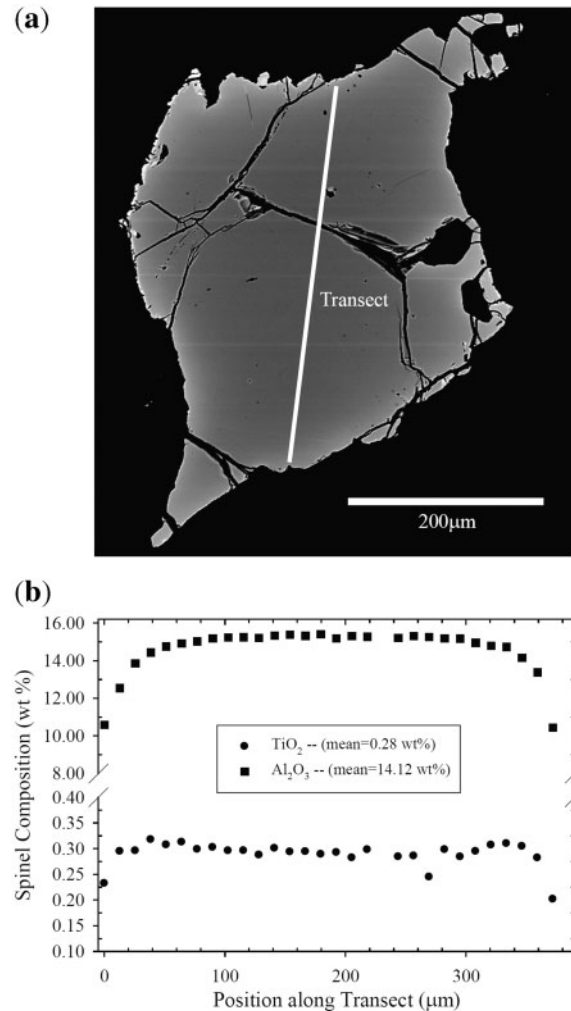 (a)
Transect
200μm
(b)
16.00
14.00
12.00
10.00
8.00
0.40
0.35
0.30
0.25
0.20
0.15
0.10
Spinel Composition (wt %)
TiO₂ -- (mean=0.28 wt%)
Al₂O₃ -- (mean=14.12 wt%)
0 100 200 300
Position along Transect (μm)